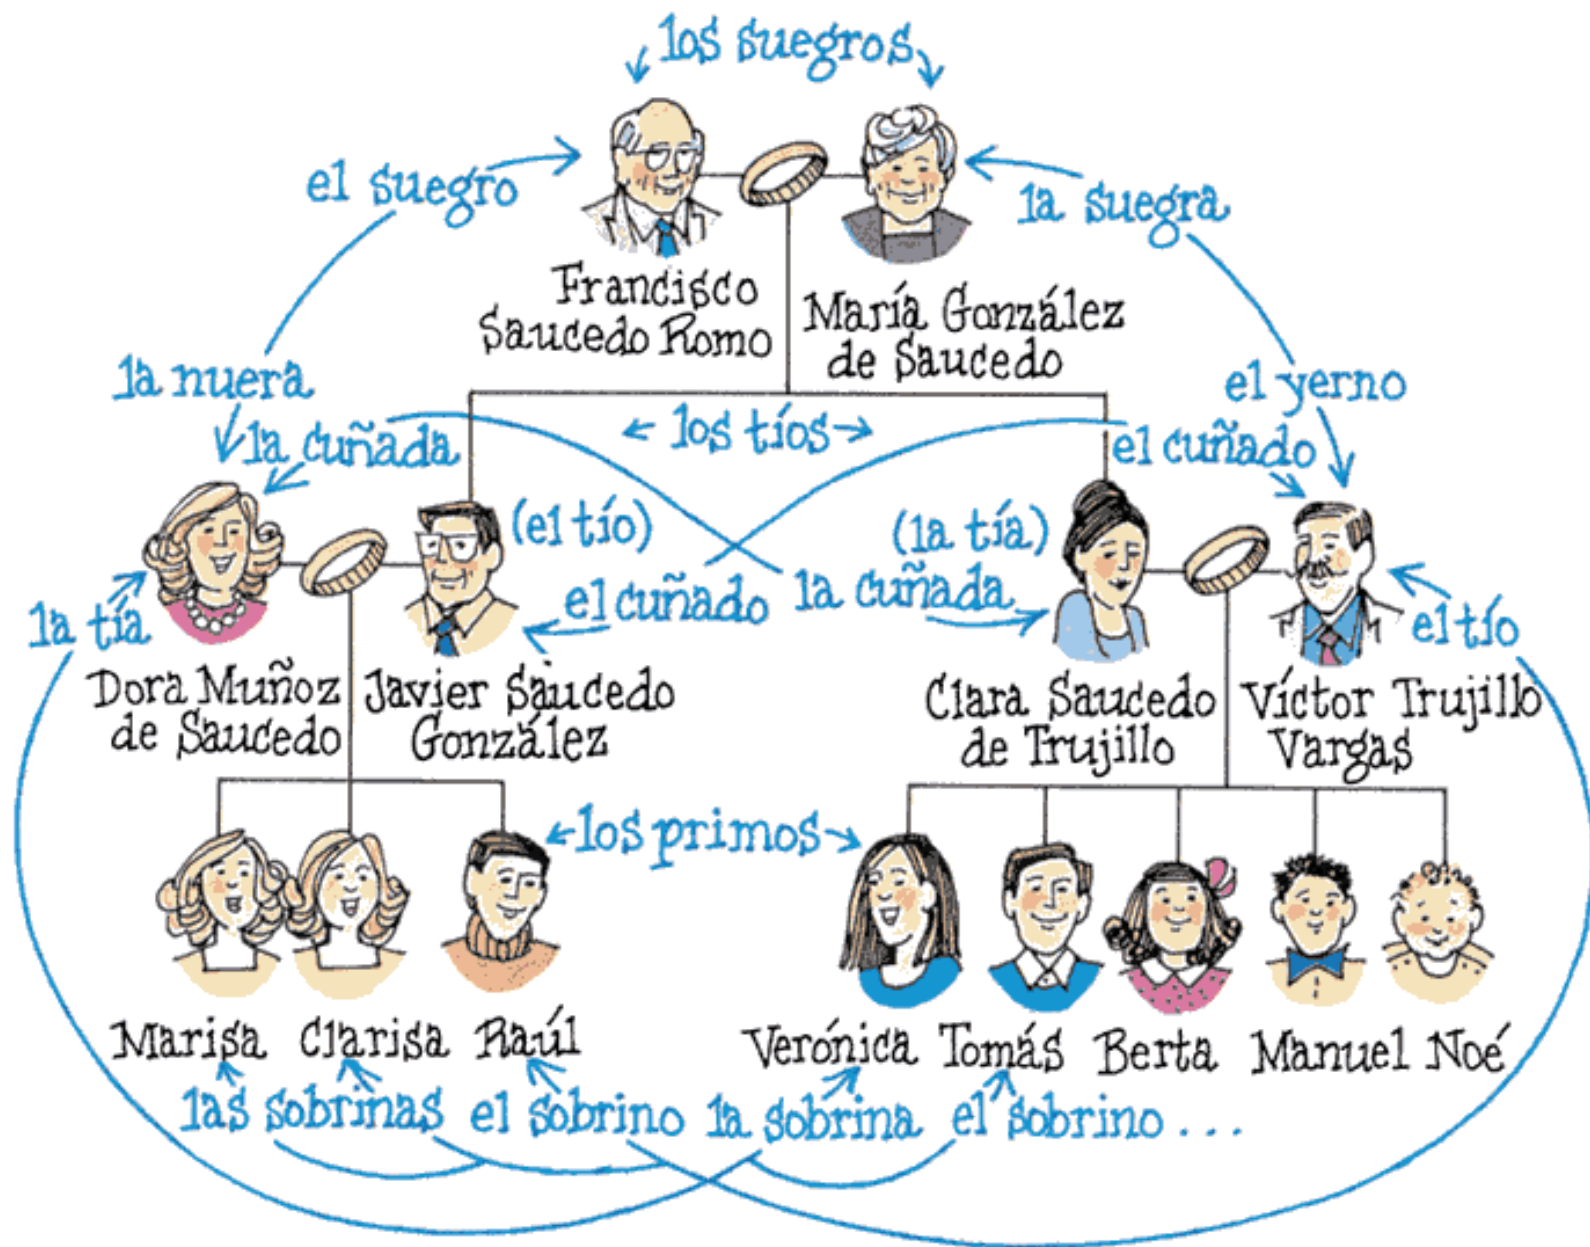 los suegros
el suegro
la suegra
Francisco
Saucedo Romo
María González
de Saucedo
la nuera
el yerno
la cuñada
los tíos
el cuñado
(el tío)
(la tía)
la tía
el cuñado
la cuñada
el tío
Dora Muñoz
de Saucedo
Javier Saucedo
González
Clara Saucedo
de Trujillo
Víctor Trujillo
Vargas
los primos
Marisa Clarisa Raúl
Verónica Tomás Berta Manuel Noé
las sobrinas el sobrino la sobrina el sobrino...